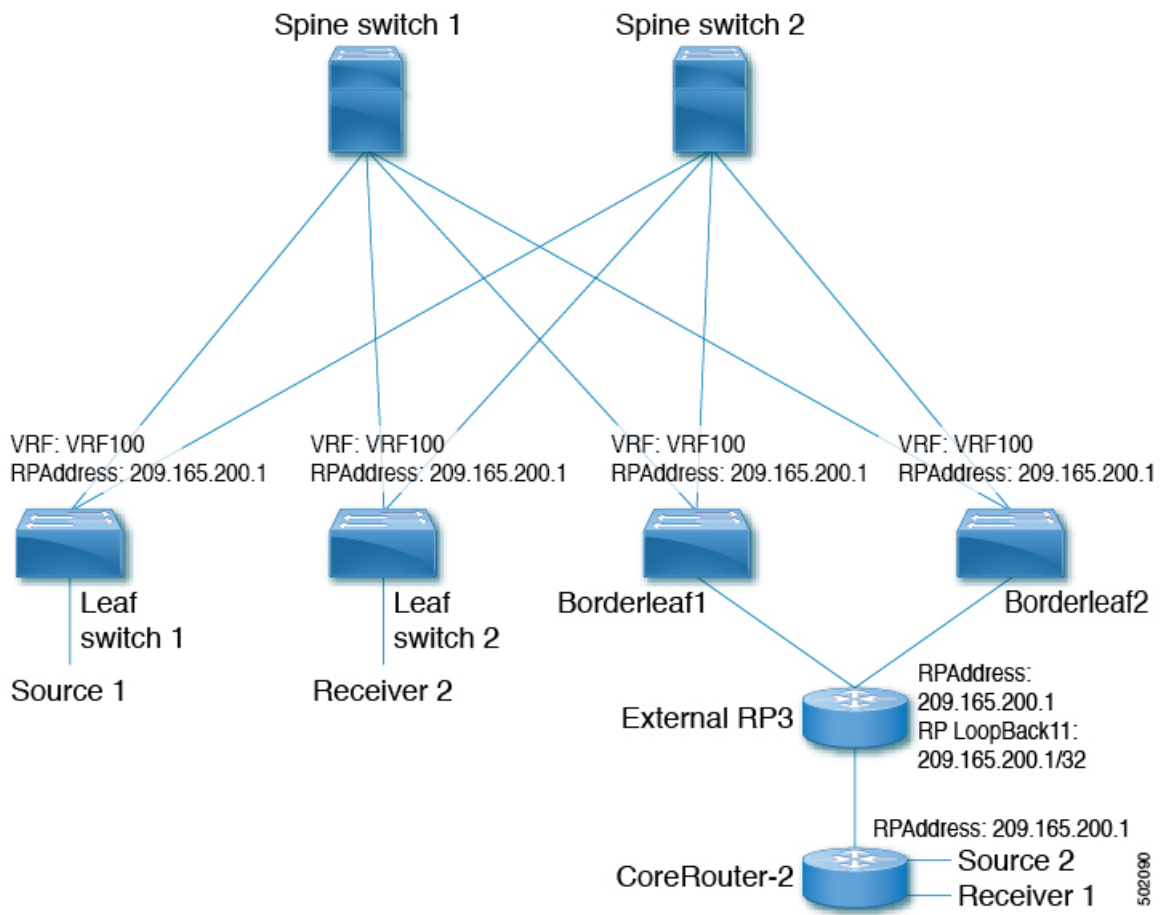 Spine switch 1
Spine switch 2
VRF: VRF100
RPAddress: 209.165.200.1
VRF: VRF100
RPAddress: 209.165.200.1
VRF: VRF100
RPAddress: 209.165.200.1
VRF: VRF100
RPAddress: 209.165.200.1
Leaf
switch 1
Leaf
switch 2
Borderleaf1
Borderleaf2
Source 1
Receiver 2
External RP3
RPAddress:
209.165.200.1
RP LoopBack11:
209.165.200.1/32
RPAddress: 209.165.200.1
CoreRouter-2
Source 2
Receiver 1
502090